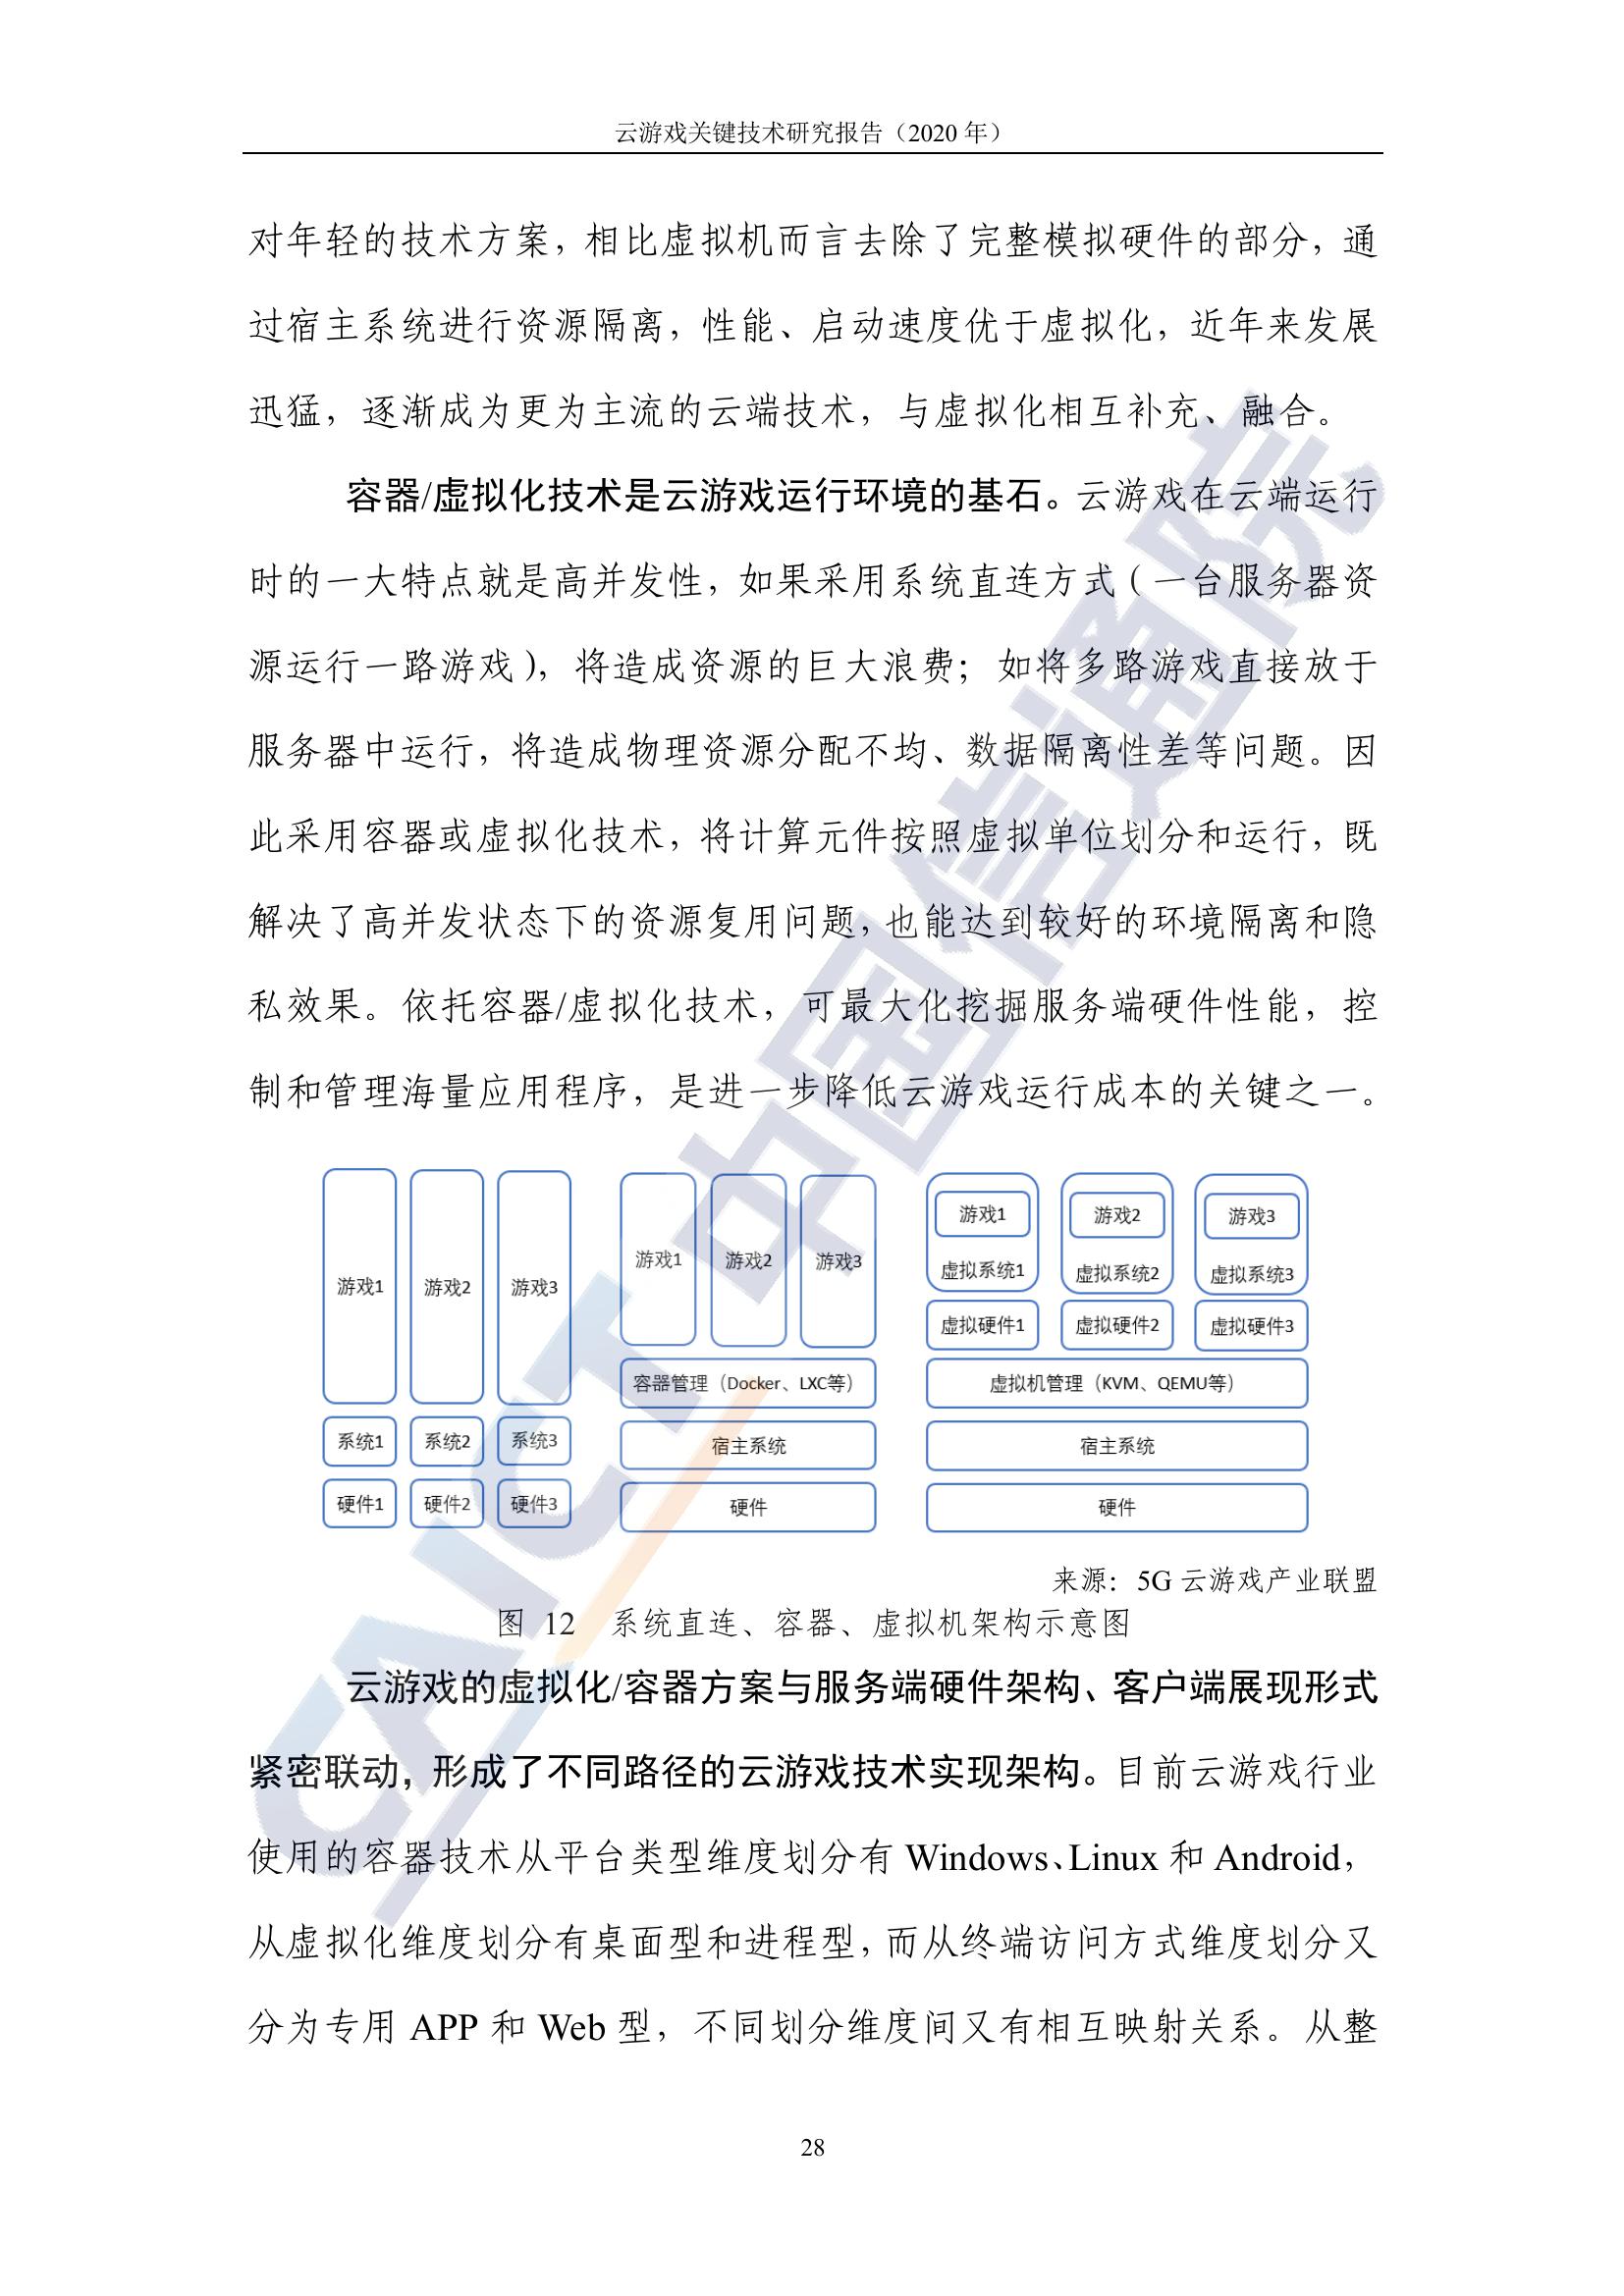 云游戏关键技术研究报告（2020 年）
对年轻的技术方案，相比虚拟机而言去除了完整模拟硬件的部分，通
过宿主系统进行资源隔离，性能、启动速度优于虚拟化，近年来发展
迅猛，逐渐成为更为主流的云端技术，与虚拟化相互补充、融合。
容器/虚拟化技术是云游戏运行环境的基石。云游戏在云端运行
时的一大特点就是高并发性，如果采用系统直连方式（一台服务器资
源运行一路游戏），将造成资源的巨大浪费；如将多路游戏直接放于
服务器中运行，将造成物理资源分配不均、数据隔离性差等问题。因
此采用容器或虚拟化技术，将计算元件按照虚拟单位划分和运行，既
解决了高并发状态下的资源复用问题，也能达到较好的环境隔离和隐
私效果。依托容器/虚拟化技术，可最大化挖掘服务端硬件性能，控
制和管理海量应用程序，是进一步降低云游戏运行成本的关键之一。
游戏1 游戏2 游戏3
系统1 系统2 系统3
硬件1 硬件2 硬件3
游戏1 游戏2 游戏3
容器管理（Docker、LXC等）
宿主系统
硬件
游戏1 游戏2 游戏3
虚拟系统1 虚拟系统2 虚拟系统3
虚拟硬件1 虚拟硬件2 虚拟硬件3
虚拟机管理（KVM、QEMU等）
宿主系统
硬件
来源：5G 云游戏产业联盟
图 12 系统直连、容器、虚拟机架构示意图
云游戏的虚拟化/容器方案与服务端硬件架构、客户端展现形式
紧密联动，形成了不同路径的云游戏技术实现架构。目前云游戏行业
使用的容器技术从平台类型维度划分有 Windows、Linux 和 Android，
从虚拟化维度划分有桌面型和进程型，而从终端访问方式维度划分又
分为专用 APP 和 Web 型，不同划分维度间又有相互映射关系。从整
28
CAICT 中国信通院